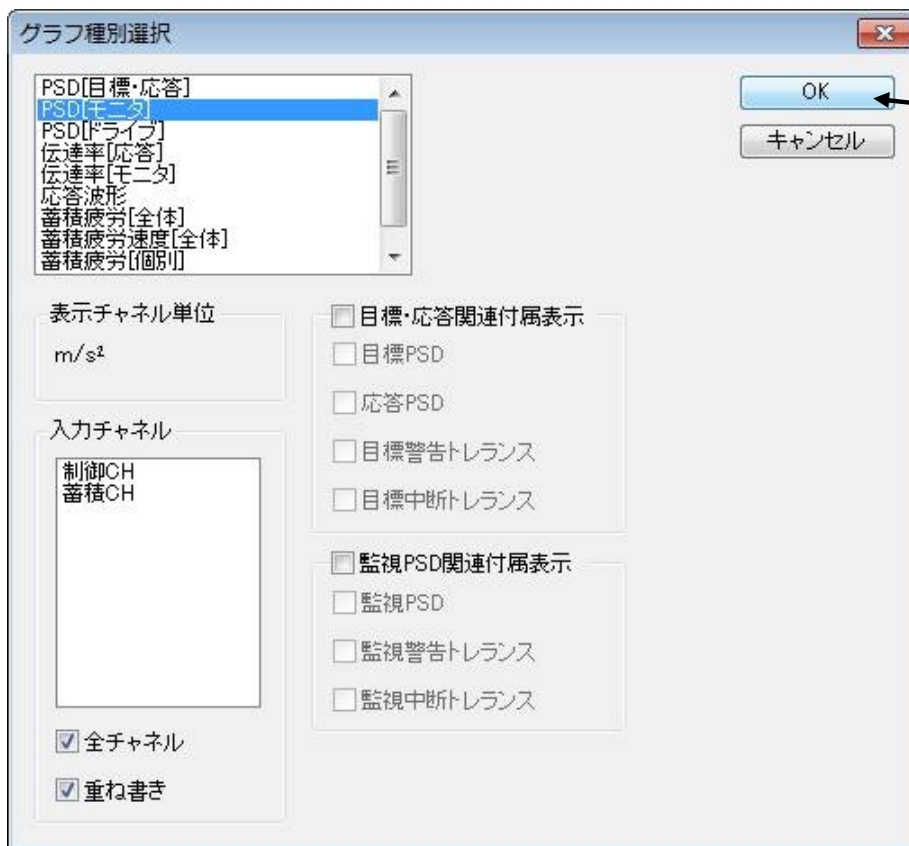 グラフ種別選択
PSD[目標・応答]
PSD[モニタ]
PSD[ドライブ]
伝達率[応答]
伝達率[モニタ]
応答波形
蓄積疲労[全体]
蓄積疲労速度[全体]
蓄積疲労[個別]
OK
キャンセル
表示チャネル単位
m/s²
入力チャネル
制御CH
蓄積CH
全チャネル
重ね書き
目標・応答関連付属表示
目標PSD
応答PSD
目標警告トレランス
目標中断トレランス
監視PSD関連付属表示
監視PSD
監視警告トレランス
監視中断トレランス